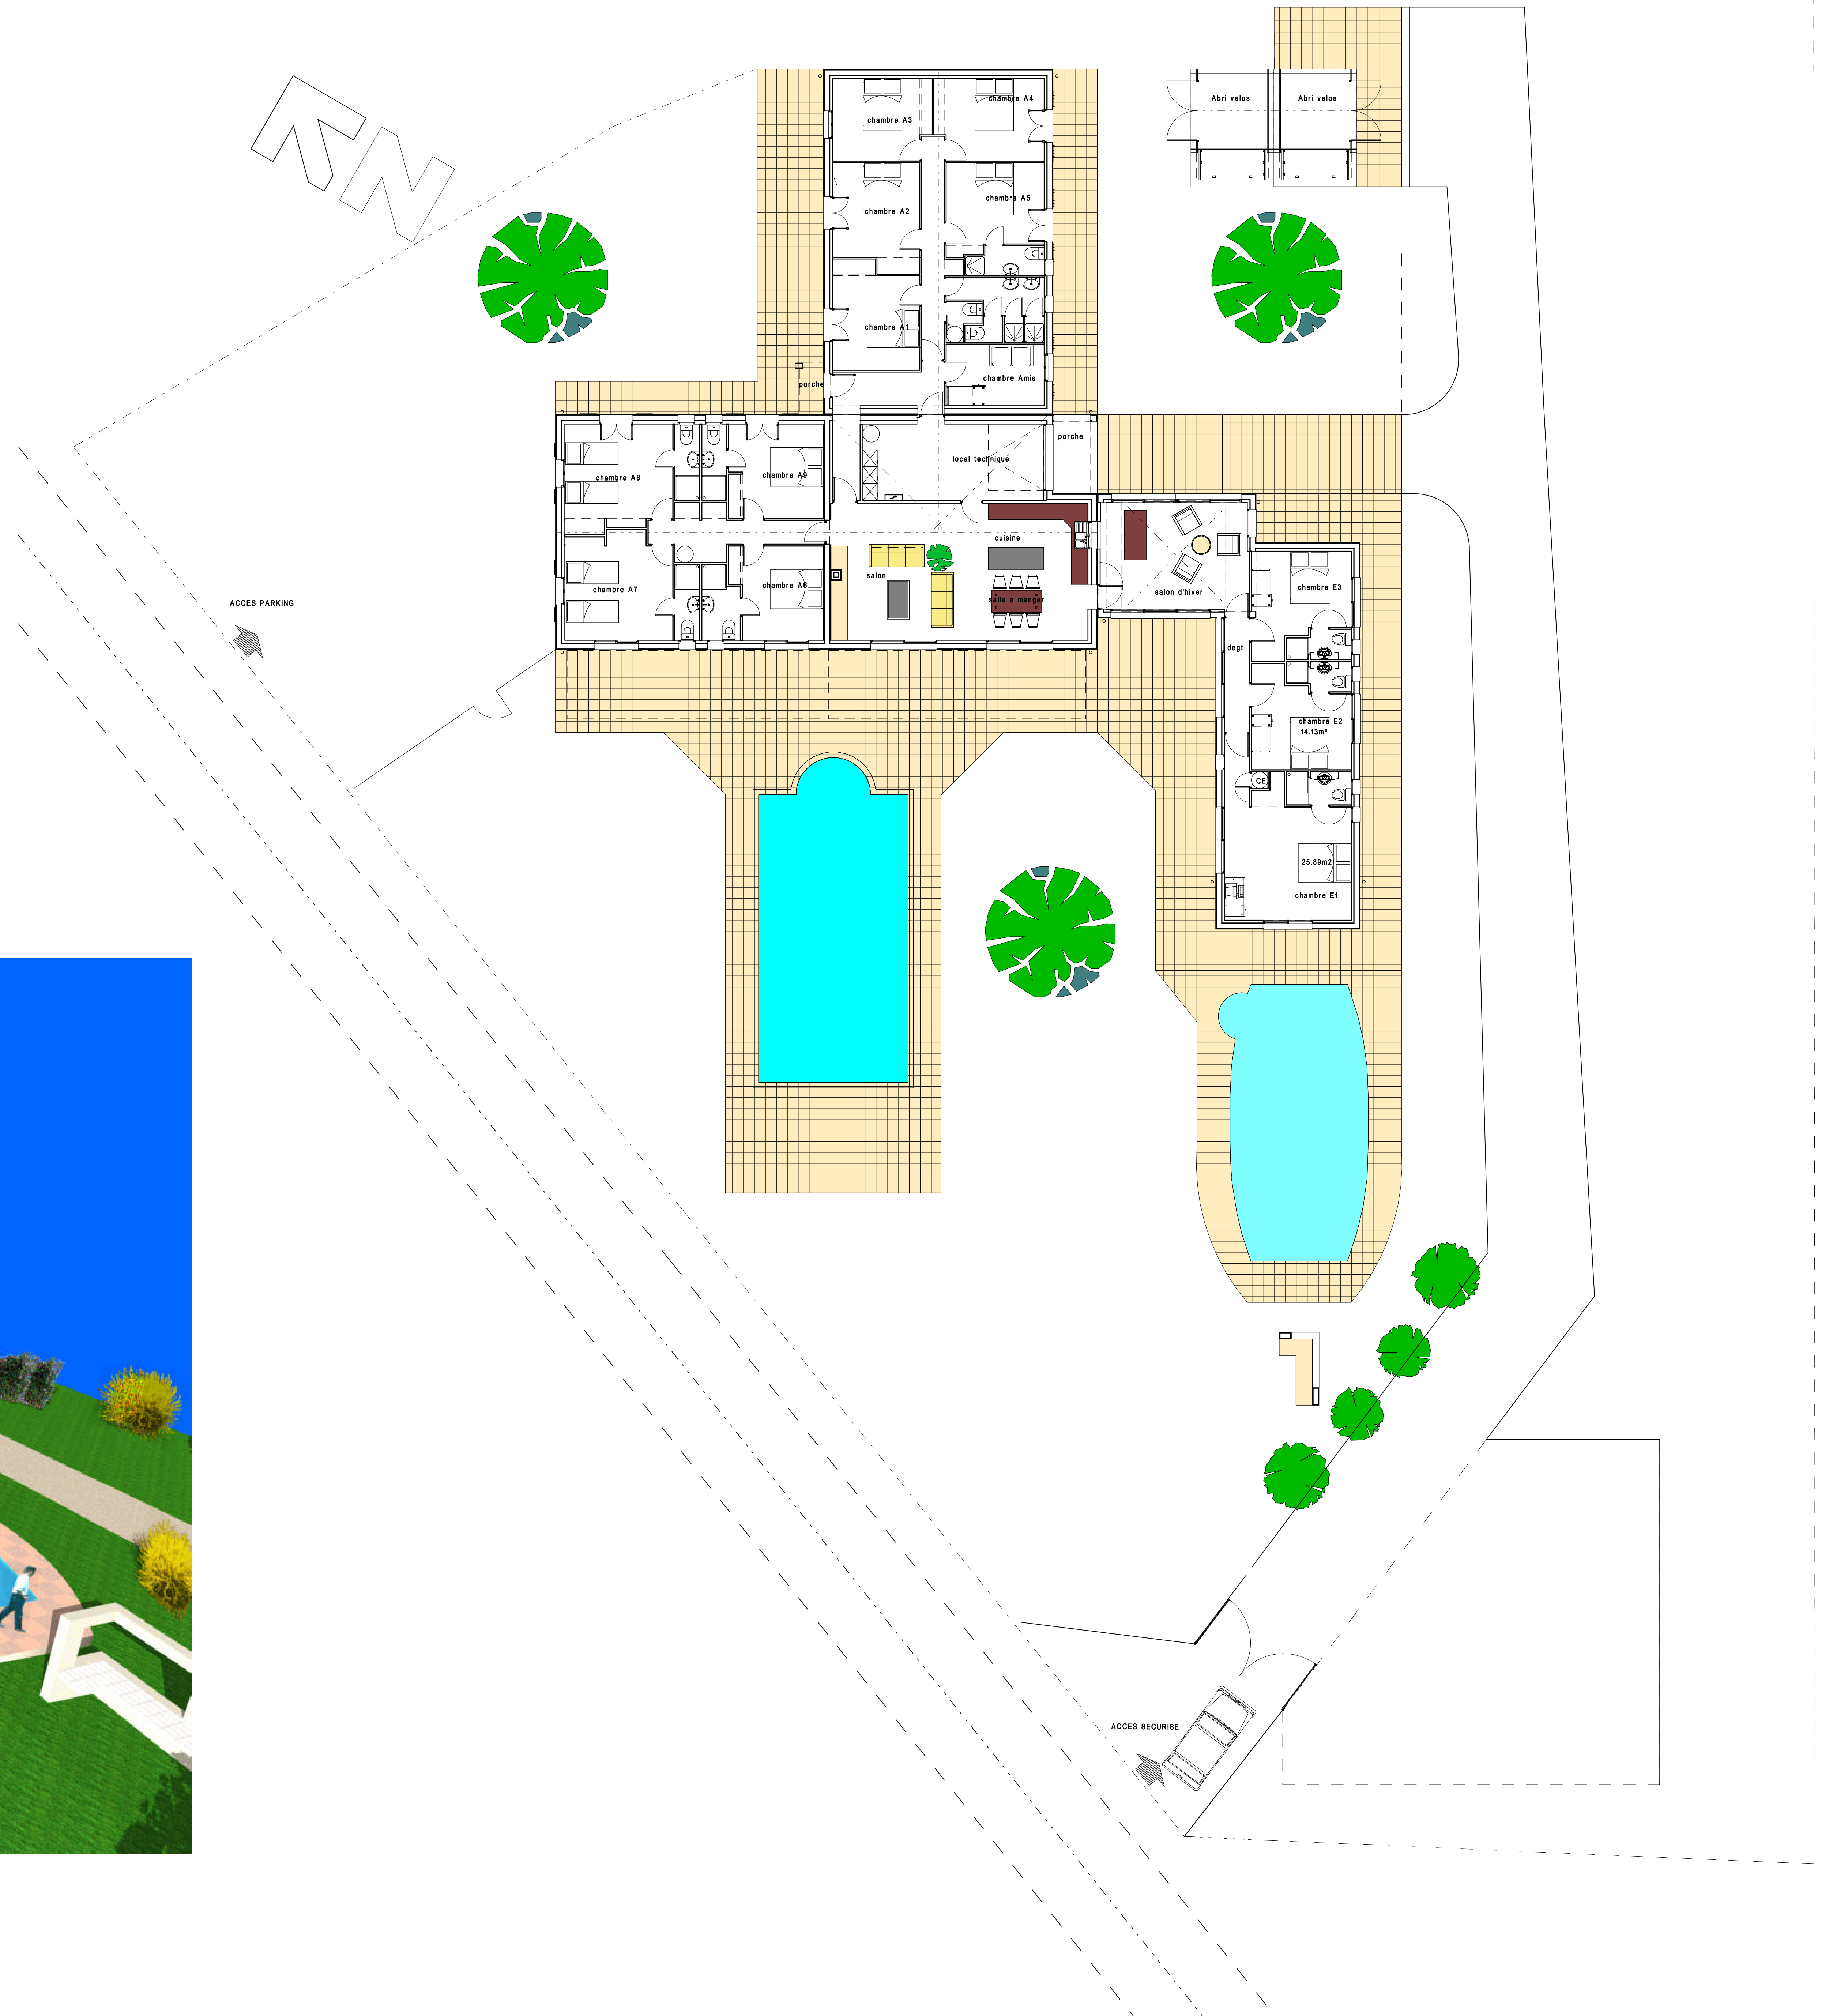 N
Abri velos
Abri velos
chambre A3
chambre A4
chambre A2
chambre A5
chambre A1
chambre Amis
porche
porche
local technique
chambre A8
chambre A9
cuisine
salon
chambre A7
chambre A6
salle a manger
salon d'hiver
chambre E3
ACCES PARKING
degt
chambre E2
14.13m²
CE
25.89m2
chambre E1
ACCES SECURISE